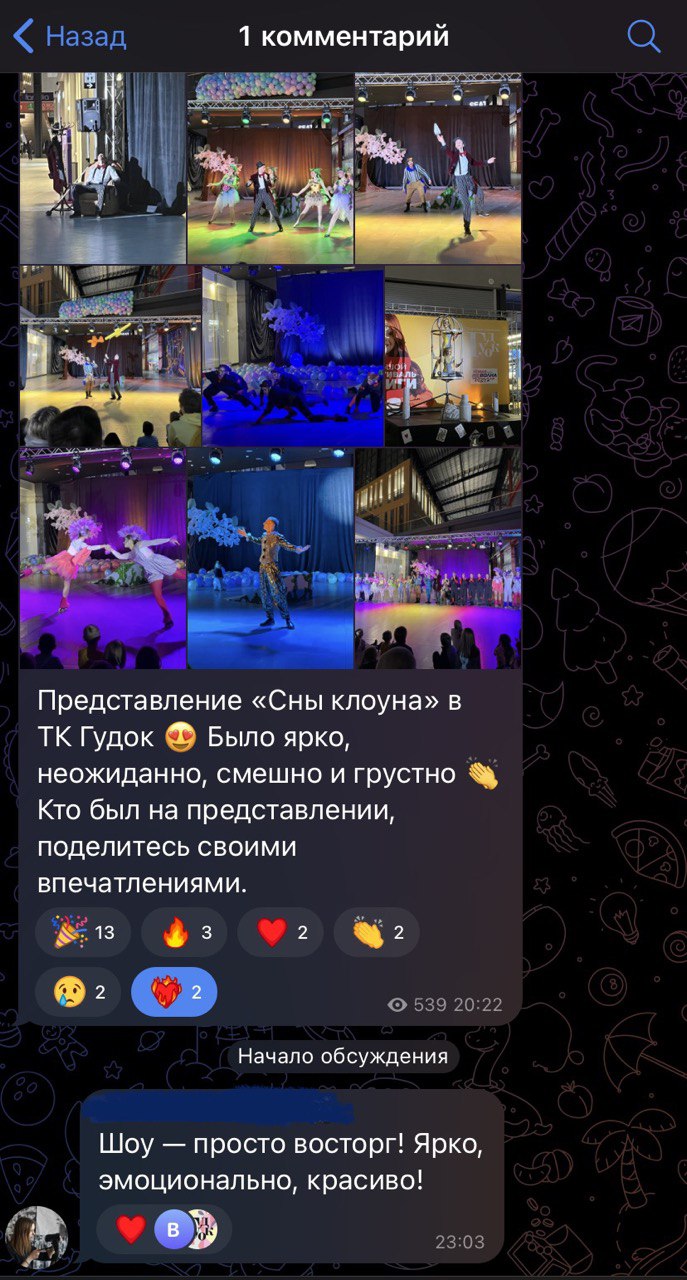 Назад
1 комментарий
Представление «Сны клоуна» в
ТК Гудок 😍 Было ярко,
неожиданно, смешно и грустно 👏
Кто был на представлении,
поделитесь своими
впечатлениями.
🎉 13 🔥 3 ❤️ 2 👏 2
😢 2 ❤️‍🔥 2
539 20:22
Начало обсуждения
Шоу — просто восторг! Ярко,
эмоционально, красиво!
❤️ В
23:03